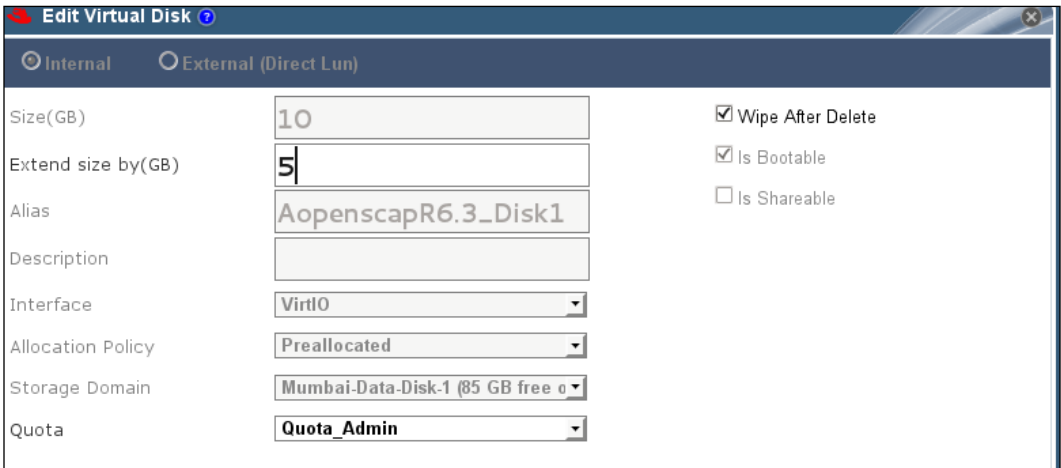 Edit Virtual Disk ?
Internal External (Direct Lun)
Size(GB) 10 Wipe After Delete
Extend size by(GB) 5 Is Bootable
Alias AopenscapR6.3_Disk1 Is Shareable
Description
Interface VirtIO
Allocation Policy Preallocated
Storage Domain Mumbai-Data-Disk-1 (85 GB free o
Quota Quota_Admin